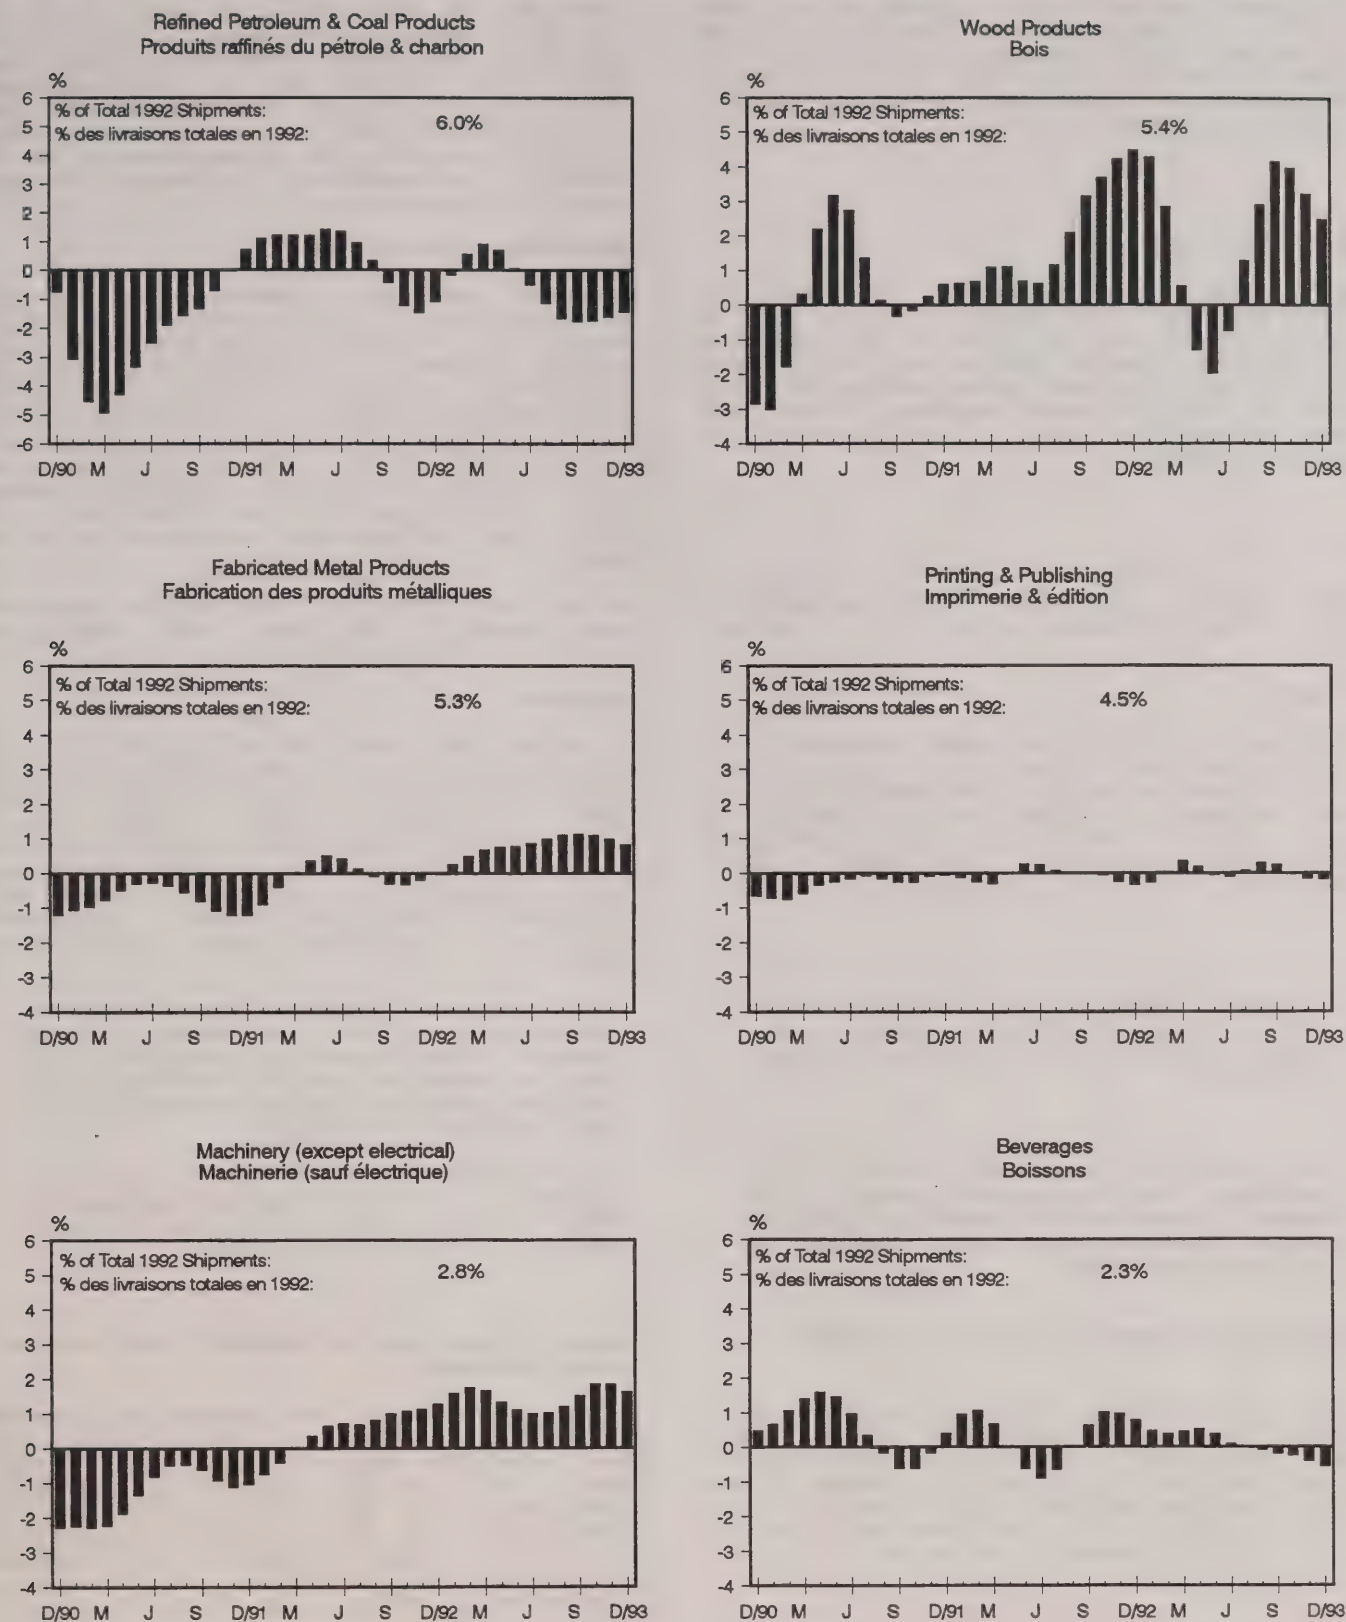 Refined Petroleum & Coal Products
Produits raffinés du pétrole & charbon
%
% of Total 1992 Shipments:
% des livraisons totales en 1992:
6.0%
6
5
4
3
2
1
0
-1
-2
-3
-4
-5
-6
D/90 M J S D/91 M J S D/92 M J S D/93
Wood Products
Bois
%
% of Total 1992 Shipments:
% des livraisons totales en 1992:
5.4%
6
5
4
3
2
1
0
-1
-2
-3
-4
D/90 M J S D/91 M J S D/92 M J S D/93
Fabricated Metal Products
Fabrication des produits métalliques
%
% of Total 1992 Shipments:
% des livraisons totales en 1992:
5.3%
6
5
4
3
2
1
0
-1
-2
-3
-4
D/90 M J S D/91 M J S D/92 M J S D/93
Printing & Publishing
Imprimerie & édition
%
% of Total 1992 Shipments:
% des livraisons totales en 1992:
4.5%
6
5
4
3
2
1
0
-1
-2
-3
-4
D/90 M J S D/91 M J S D/92 M J S D/93
Machinery (except electrical)
Machinerie (sauf électrique)
%
% of Total 1992 Shipments:
% des livraisons totales en 1992:
2.8%
6
5
4
3
2
1
0
-1
-2
-3
-4
D/90 M J S D/91 M J S D/92 M J S D/93
Beverages
Boissons
%
% of Total 1992 Shipments:
% des livraisons totales en 1992:
2.3%
6
5
4
3
2
1
0
-1
-2
-3
-4
D/90 M J S D/91 M J S D/92 M J S D/93